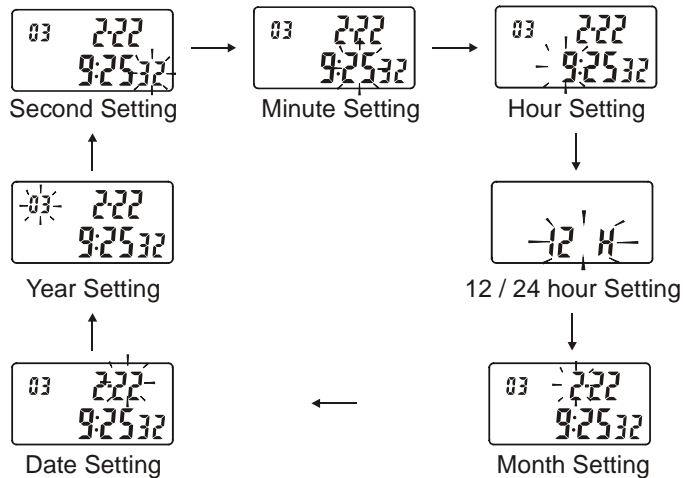 03 2-22
9:25 32
Second Setting
03 2-22
9:25 32
Minute Setting
03 2-22
9:25 32
Hour Setting
03 2-22
9:25 32
Year Setting
12 H
12 / 24 hour Setting
03 2-22
9:25 32
Date Setting
03 2-22
9:25 32
Month Setting